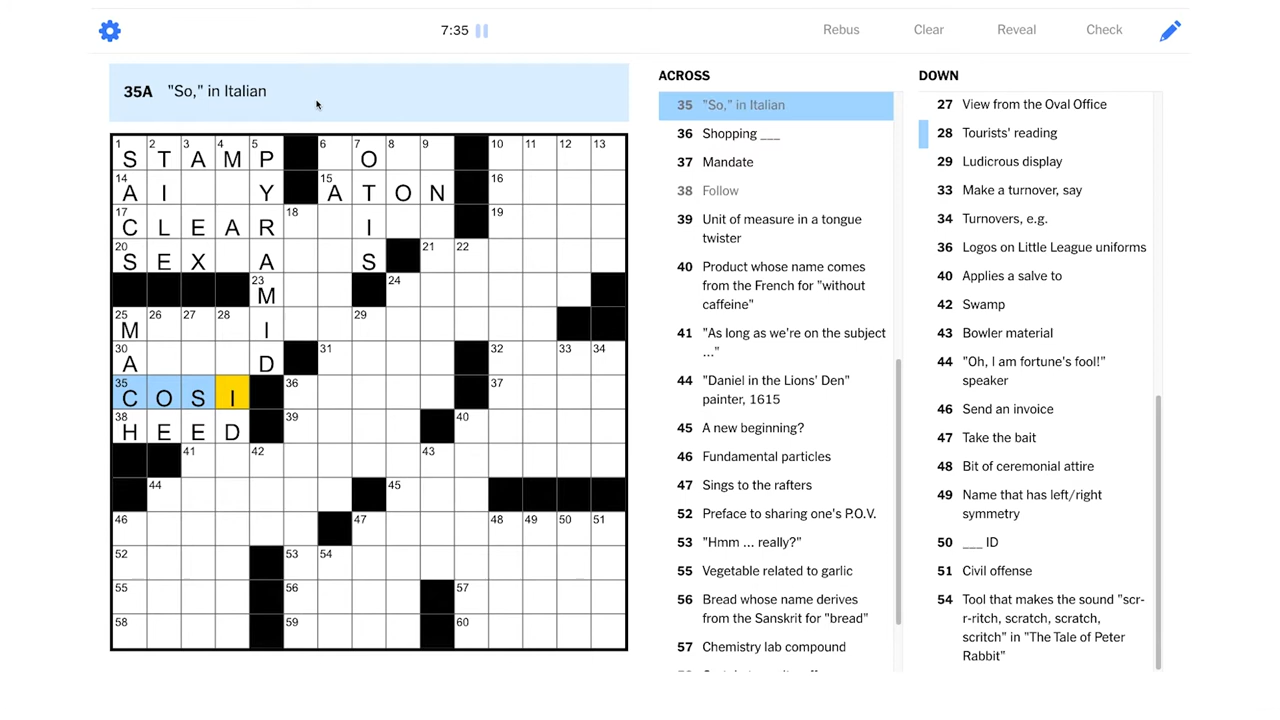 7:35
Rebus Clear Reveal Check
35A "So," in Italian
1 2 3 4 5 6 7 8 9 10 11 12 13
S T A M P O
14 15 16
A I Y A T O N
17 18 19
C L E A R I
20 21 22
S E X A S
23 24
M
25 26 27 28 29
M I
30 31 32 33 34
A D
35 36 37
C O S I
38 39 40
H E E D
41 42 43
44 45
46 47 48 49 50 51
52 53 54
55 56 57
58 59 60
ACROSS
35 "So," in Italian
36 Shopping ___
37 Mandate
38 Follow
39 Unit of measure in a tongue
twister
40 Product whose name comes
from the French for "without
caffeine"
41 "As long as we're on the subject
..."
44 "Daniel in the Lions' Den"
painter, 1615
45 A new beginning?
46 Fundamental particles
47 Sings to the rafters
52 Preface to sharing one's P.O.V.
53 "Hmm ... really?"
55 Vegetable related to garlic
56 Bread whose name derives
from the Sanskrit for "bread"
57 Chemistry lab compound
DOWN
27 View from the Oval Office
28 Tourists' reading
29 Ludicrous display
33 Make a turnover, say
34 Turnovers, e.g.
36 Logos on Little League uniforms
40 Applies a salve to
42 Swamp
43 Bowler material
44 "Oh, I am fortune's fool!"
speaker
46 Send an invoice
47 Take the bait
48 Bit of ceremonial attire
49 Name that has left/right
symmetry
50 ___ ID
51 Civil offense
54 Tool that makes the sound "scr-
r-ritch, scratch, scratch,
scritch" in "The Tale of Peter
Rabbit"